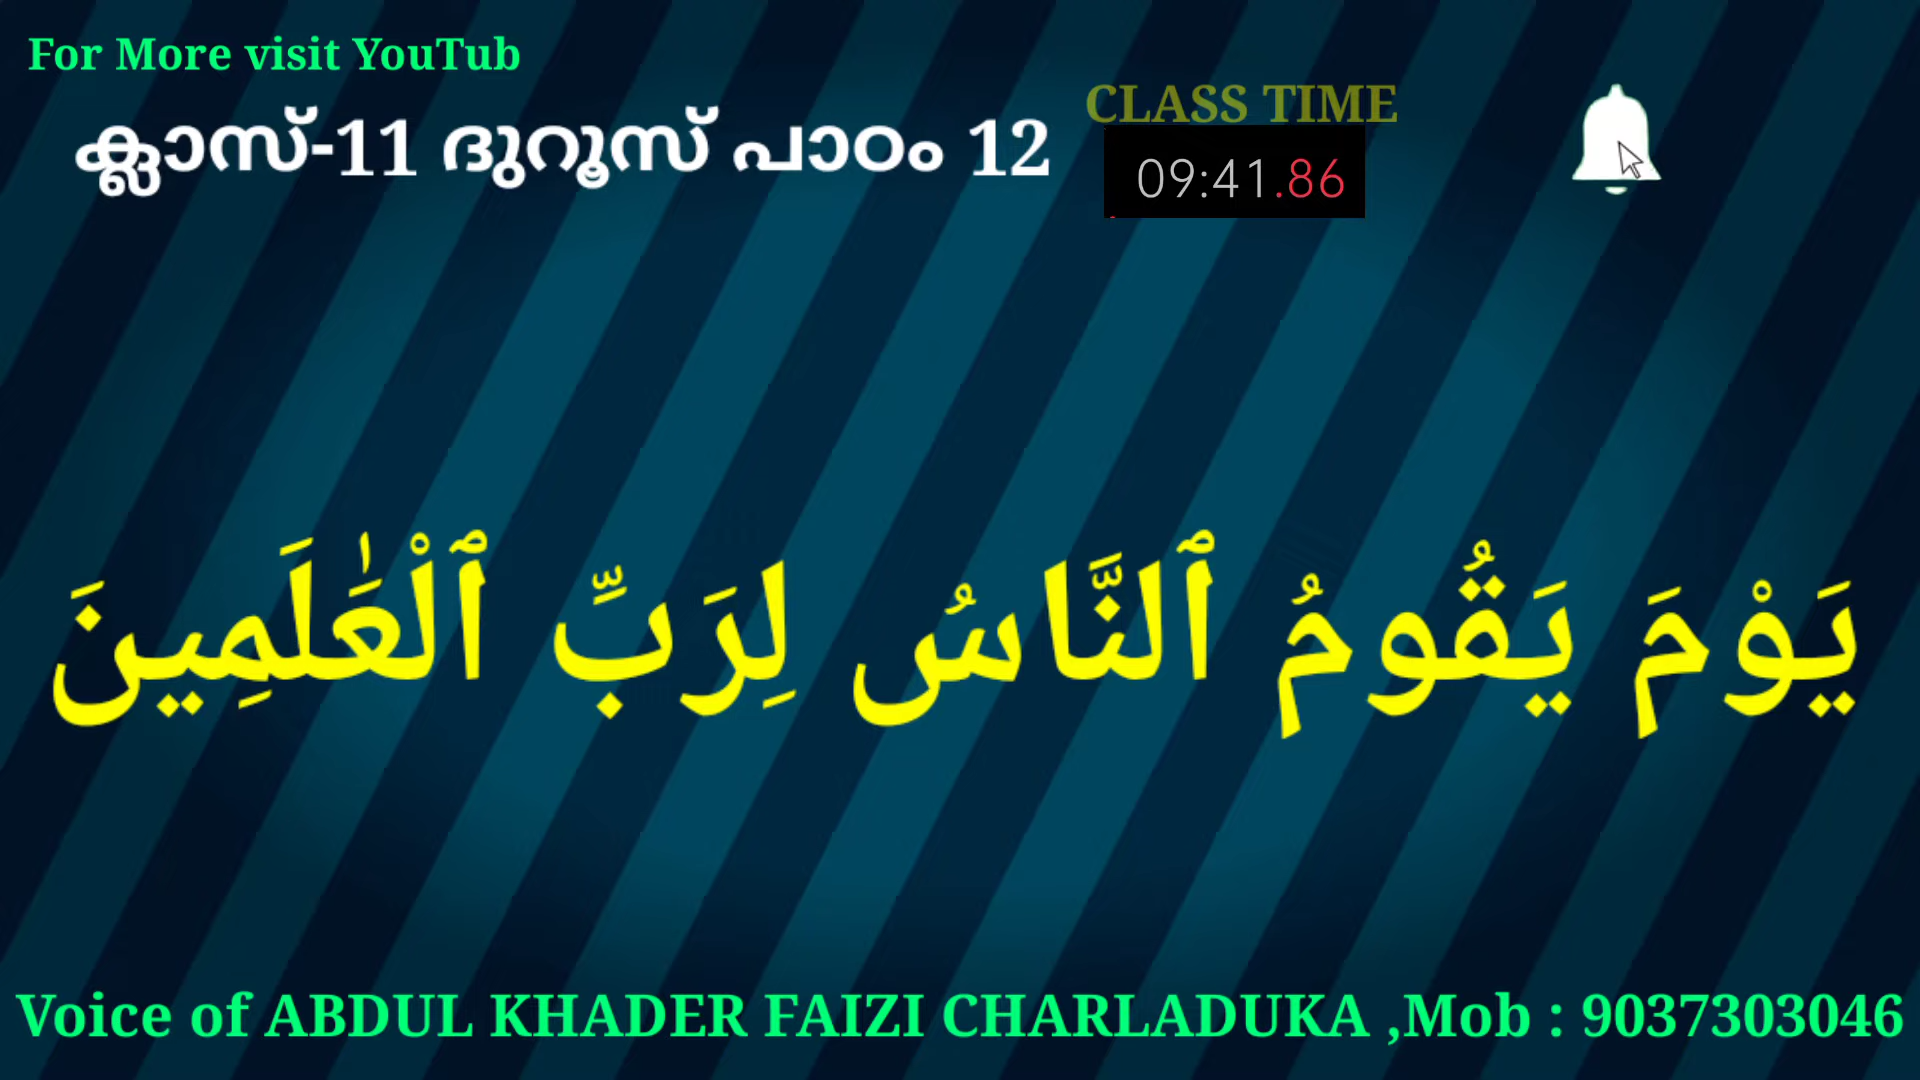 For More visit YouTub
ക്ലാസ്-11 ദുറൂസ് പാഠം 12
CLASS TIME
09:41.86
يَوْمَ يَقُومُ ٱلنَّاسُ لِرَبِّ ٱلْعَٰلَمِينَ
Voice of ABDUL KHADER FAIZI CHARLADUKA ,Mob : 9037303046